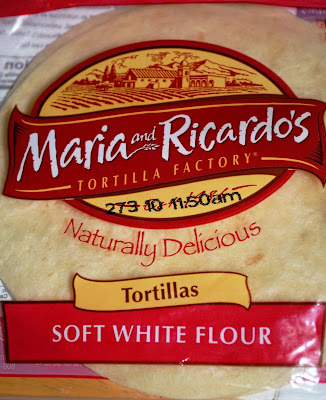 Maria and Ricardo's
TORTILLA FACTORY®
273 10 11:50am
Naturally Delicious
Tortillas
SOFT WHITE FLOUR